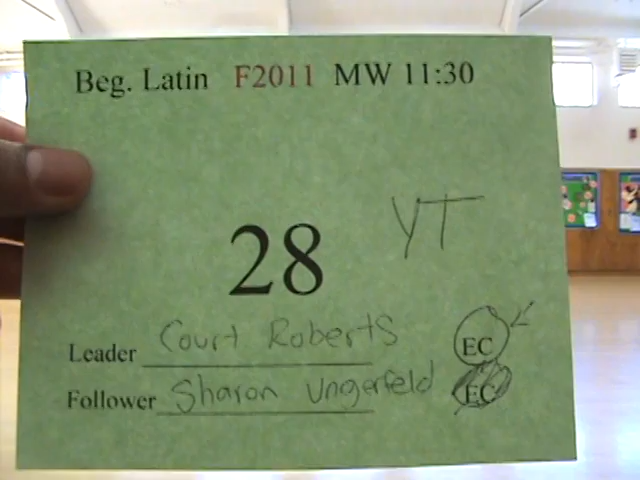 Beg. Latin F2011 MW 11:30
YT
28
Leader Court Roberts EC
Follower Sharon Ungerfeld EC